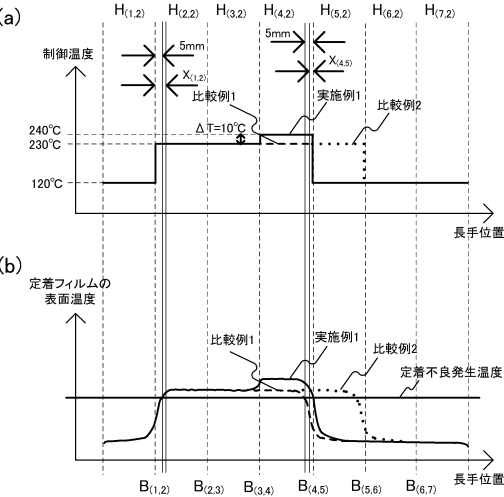 H(1,2) H(2,2) H(3,2) H(4,2) H(5,2) H(6,2) H(7,2)
(a)
5mm 5mm
制御温度
X(1,2) X(4,5)
比較例1 実施例1 比較例2
240℃ ΔT=10℃
230℃
120℃
長手位置
(b)
定着フィルムの
表面温度
比較例1 実施例1 比較例2
定着不良発生温度
長手位置
B(1,2) B(2,3) B(3,4) B(4,5) B(5,6) B(6,7)